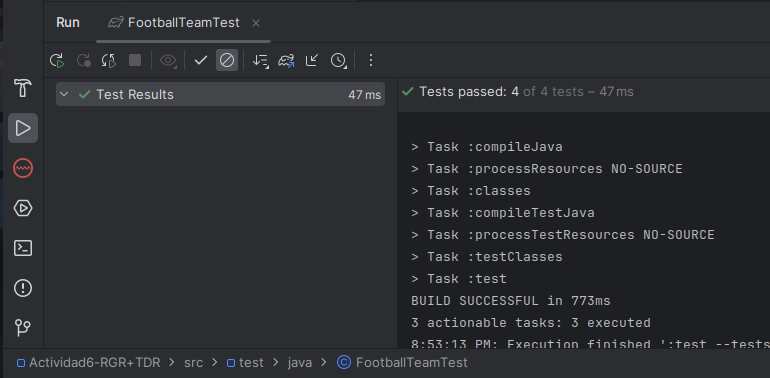 Run FootballTeamTest
Test Results 47 ms
Tests passed: 4 of 4 tests – 47 ms
> Task :compileJava
> Task :processResources NO-SOURCE
> Task :classes
> Task :compileTestJava
> Task :processTestResources NO-SOURCE
> Task :testClasses
> Task :test
BUILD SUCCESSFUL in 773ms
3 actionable tasks: 3 executed
8:53:13 PM: Execution finished ':test --tests
Actividad6-RGR+TDR > src > test > java > FootballTeamTest